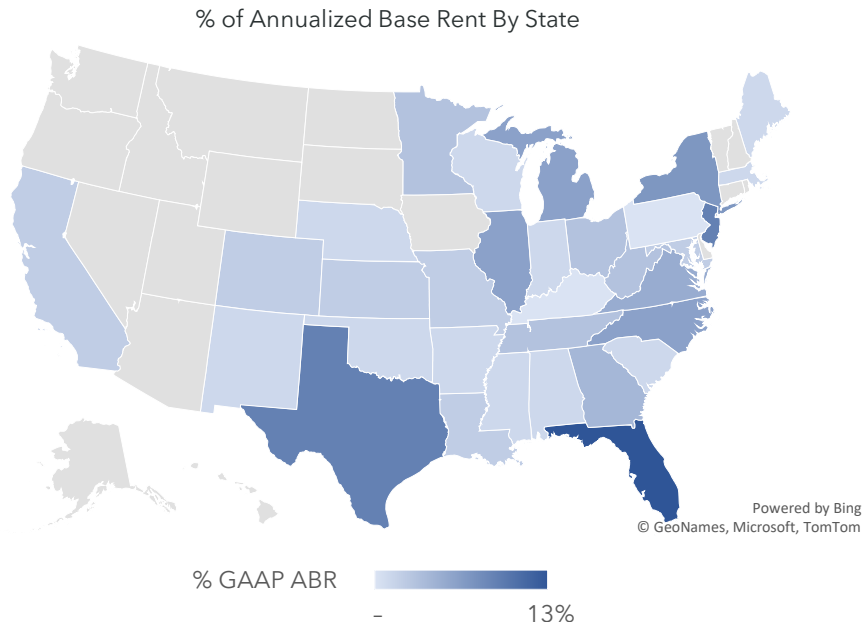 % of Annualized Base Rent By State
Powered by Bing
© GeoNames, Microsoft, TomTom
% GAAP ABR
–
13%